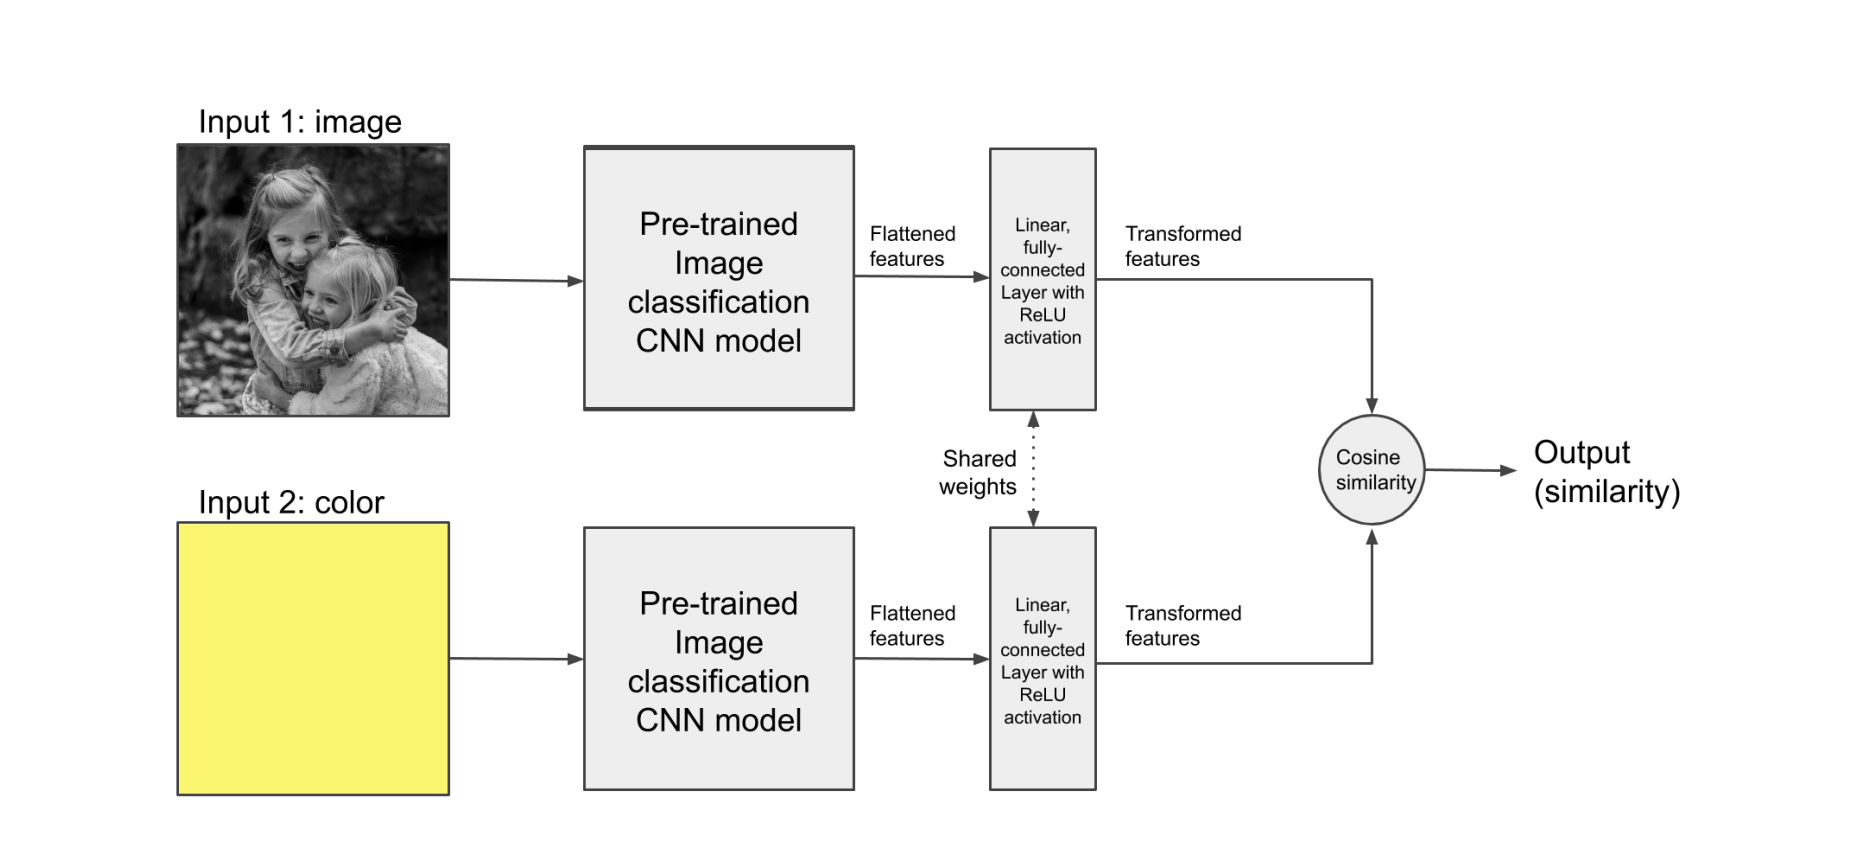 Input 1: image
Pre-trained
Image
classification
CNN model
Flattened
features
Linear,
fully-
connected
Layer with
ReLU
activation
Transformed
features
Shared
weights
Cosine
similarity
Output
(similarity)
Input 2: color
Pre-trained
Image
classification
CNN model
Flattened
features
Linear,
fully-
connected
Layer with
ReLU
activation
Transformed
features